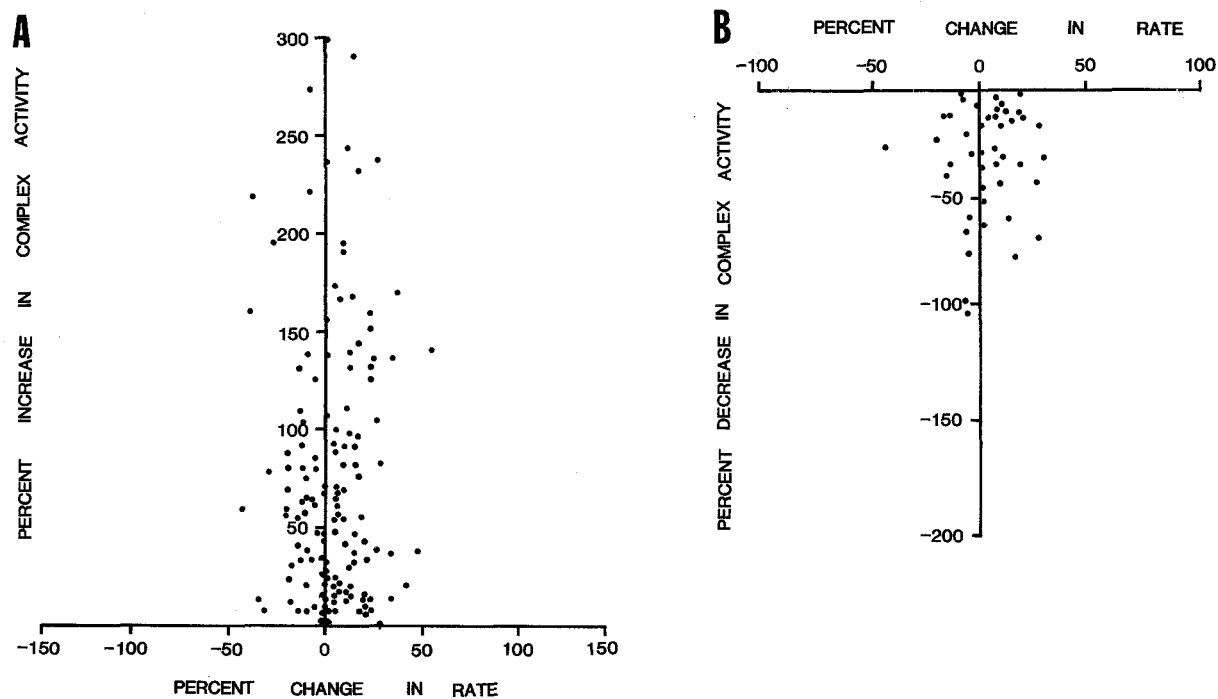 A
PERCENT INCREASE IN COMPLEX ACTIVITY
300
250
200
150
100
50
-150 -100 -50 0 50 100 150
PERCENT CHANGE IN RATE
B
PERCENT CHANGE IN RATE
-100 -50 0 50 100
PERCENT DECREASE IN COMPLEX ACTIVITY
-50
-100
-150
-200